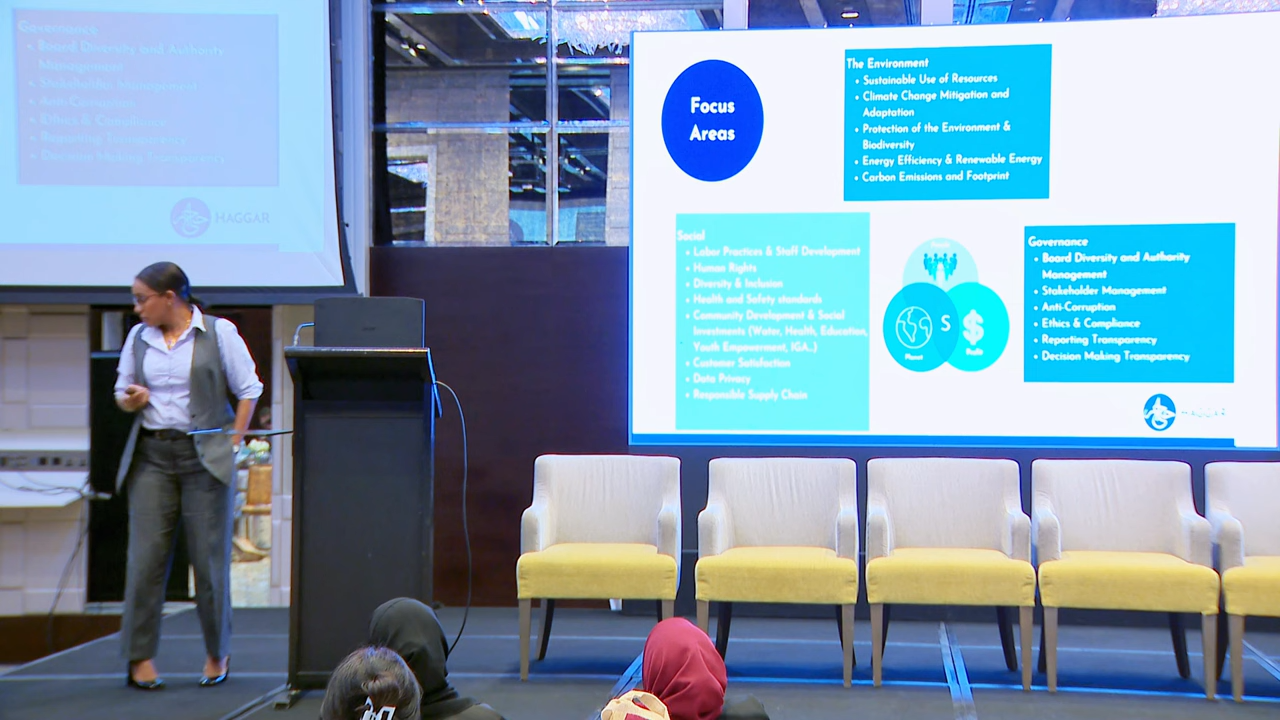 Governance
• Board Diversity and Authority
Management
• Stakeholder Management
• Anti-Corruption
• Ethics & Compliance
• Reporting Transparency
• Decision Making Transparency
HAGGAR
Focus
Areas
The Environment
• Sustainable Use of Resources
• Climate Change Mitigation and
Adaptation
• Protection of the Environment &
Biodiversity
• Energy Efficiency & Renewable Energy
• Carbon Emissions and Footprint
Social
• Labor Practices & Staff Development
• Human Rights
• Diversity & Inclusion
• Health and Safety standards
• Community Development & Social
Investments (Water, Health, Education,
Youth Empowerment, IGA..)
• Customer Satisfaction
• Data Privacy
• Responsible Supply Chain
People
Planet
S
$
Profit
Governance
• Board Diversity and Authority
Management
• Stakeholder Management
• Anti-Corruption
• Ethics & Compliance
• Reporting Transparency
• Decision Making Transparency
HAGGAR